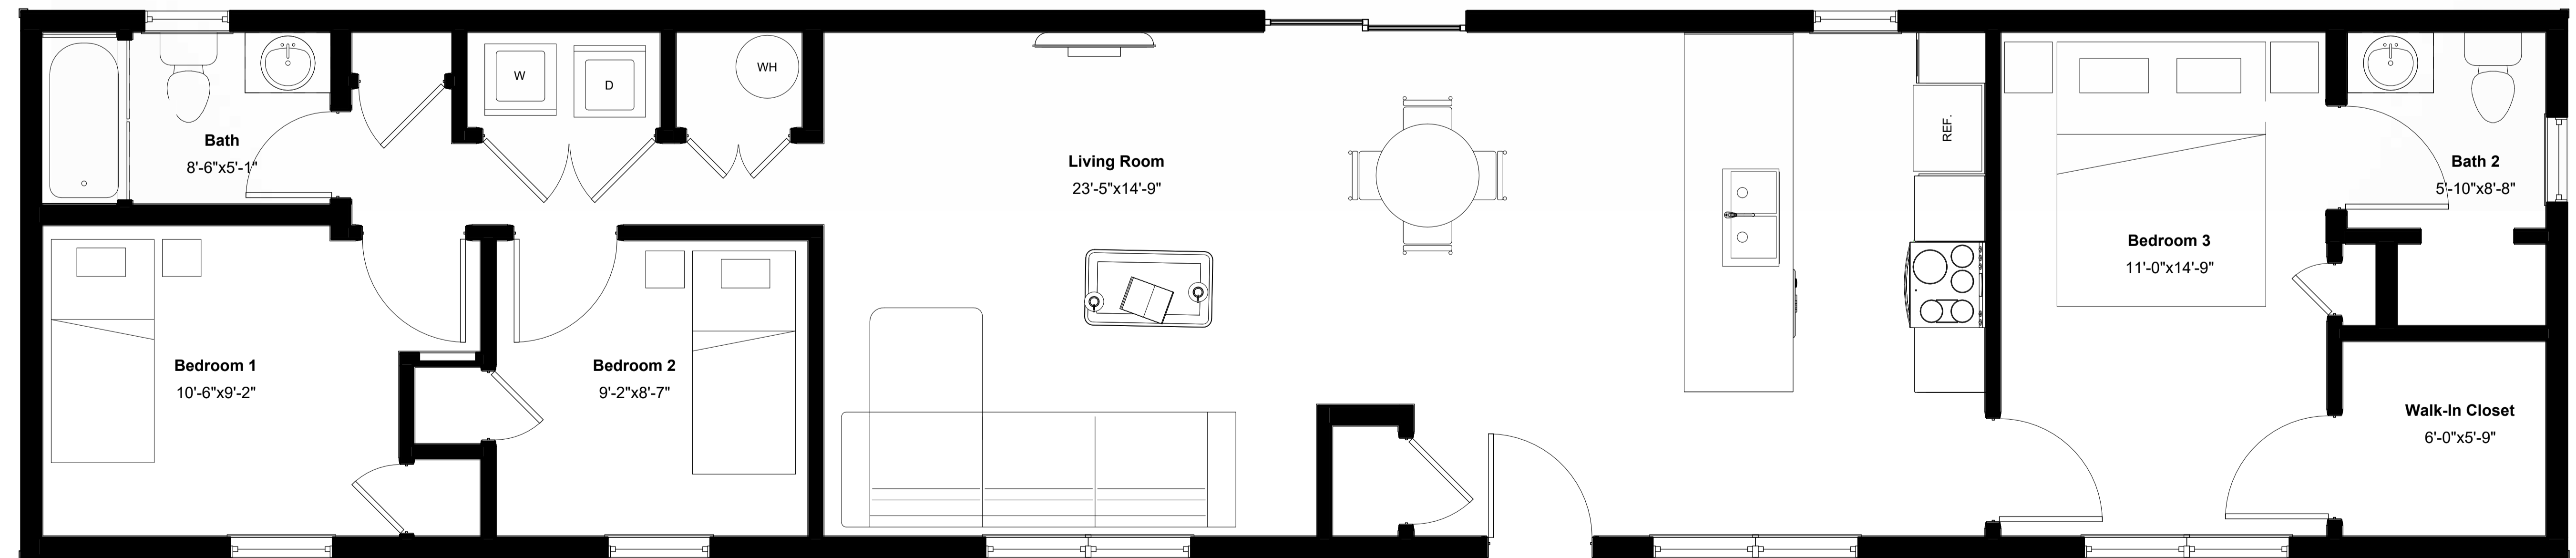 W
D
WH
Bath
8'-6"x5'-1"
Living Room
23'-5"x14'-9"
REF.
Bath 2
5'-10"x8'-8"
Bedroom 3
11'-0"x14'-9"
Bedroom 1
10'-6"x9'-2"
Bedroom 2
9'-2"x8'-7"
Walk-In Closet
6'-0"x5'-9"